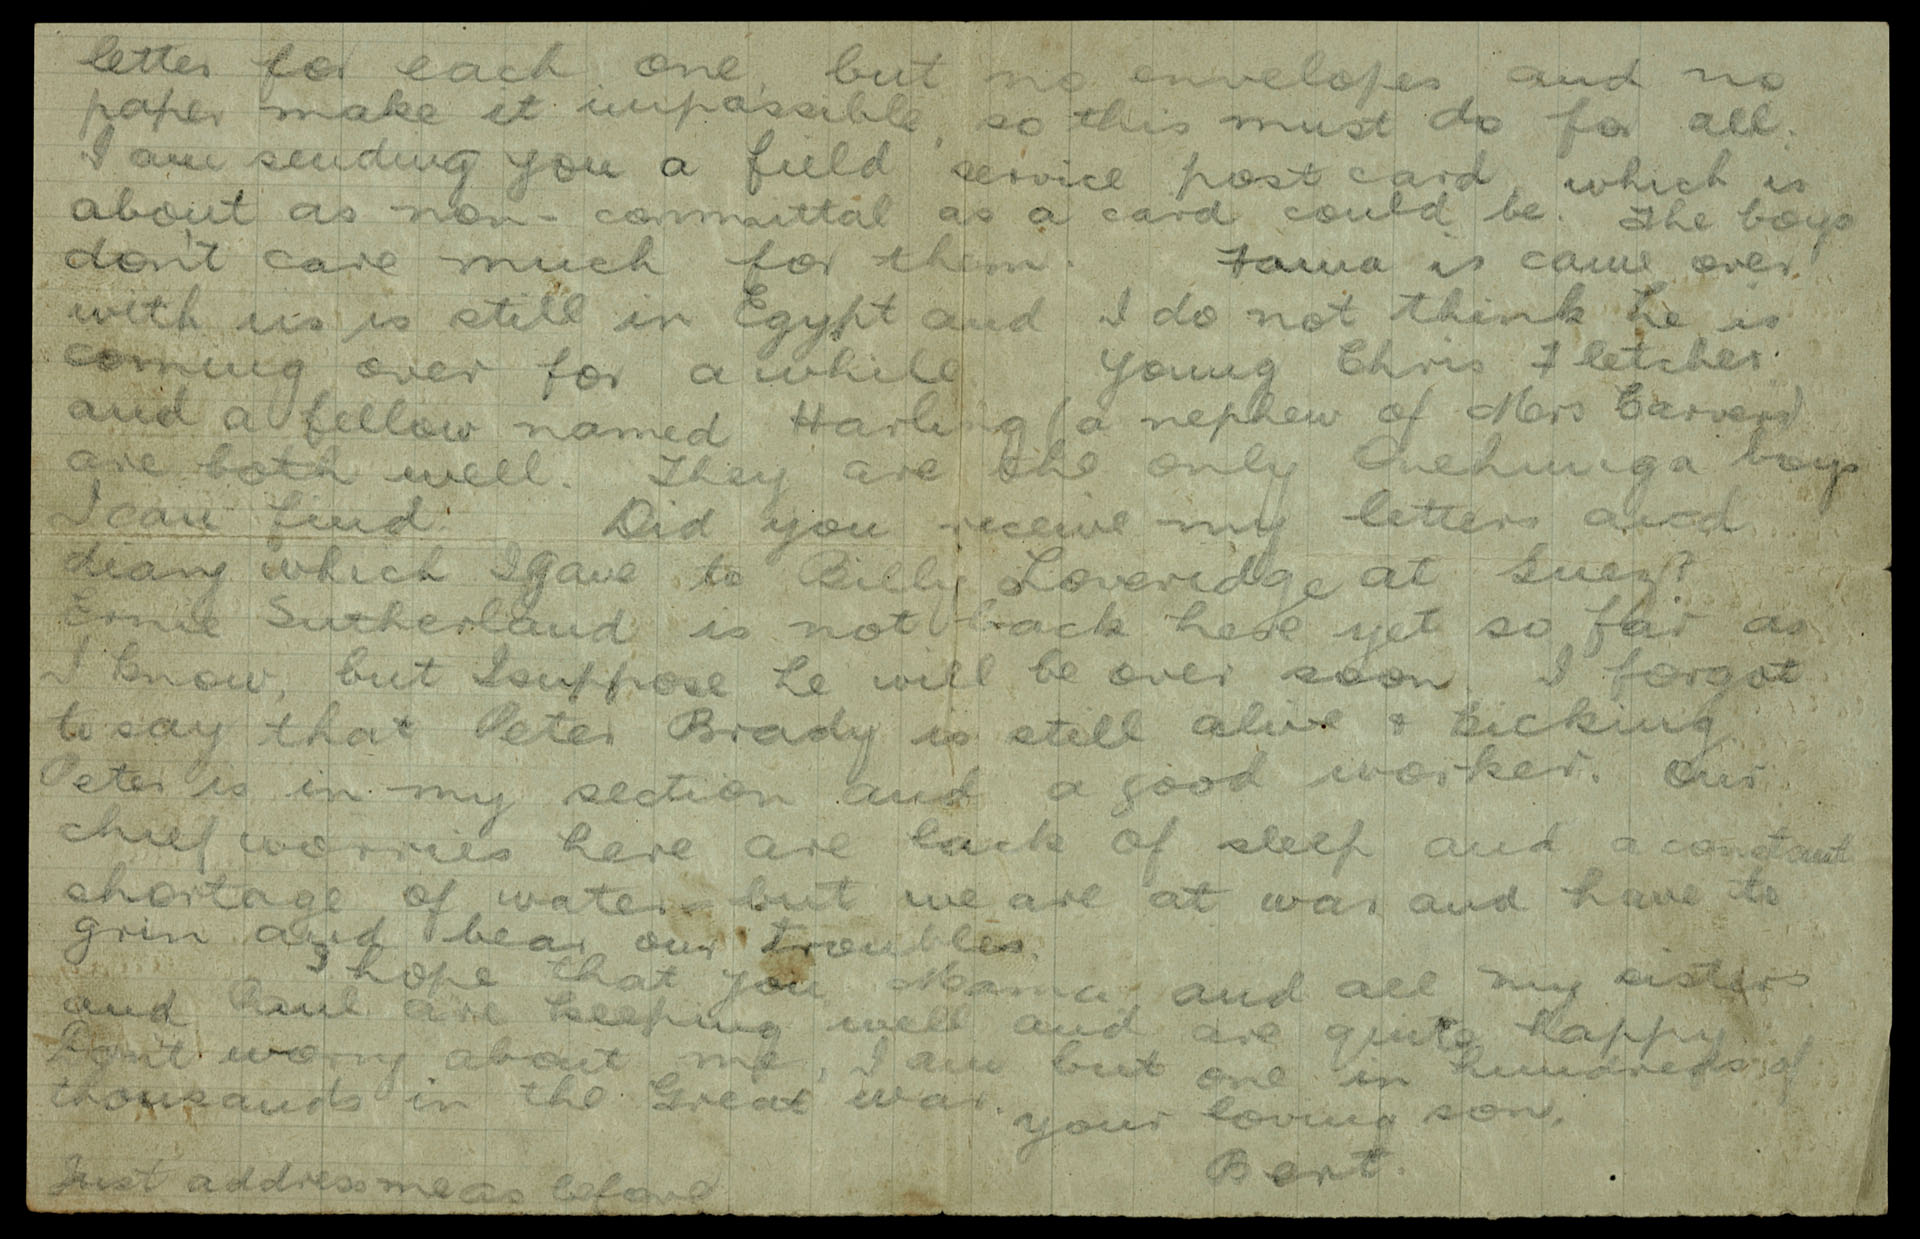 letter for each one, but no envelopes and no
paper make it impossible, so this must do for all.
I am sending you a field service post card, which is
about as non-committal as a card could be. The boys
don't care much for them. is came over
with us is still in Egypt and I do not think he is
coming over for awhile Young Chris Fletcher
and a fellow named Harling (a nephew of Mrs Carvers)
are both well. They are the only Onehunga boys
I can find. Did you receive my letters and
diary which I gave to Billy Loveridge at Suez?
Ernie Sutherland is not back here yet so far as
I know, but I suppose he will be over soon I forgot
to say that Peter Brady is still alive & kicking
Peter is in my section and a good worker. Our
chief worries here are lack of sleep and a constant
shortage of water - but we are at war and have to
grin and bear our troubles.
I hope that you Mama, and all my sisters
and Paul are keeping well and are quite happy
Don't worry about me, I am but one in hundreds of
thousands in the Great war.
Your loving son,
Bert.
Just address me as before